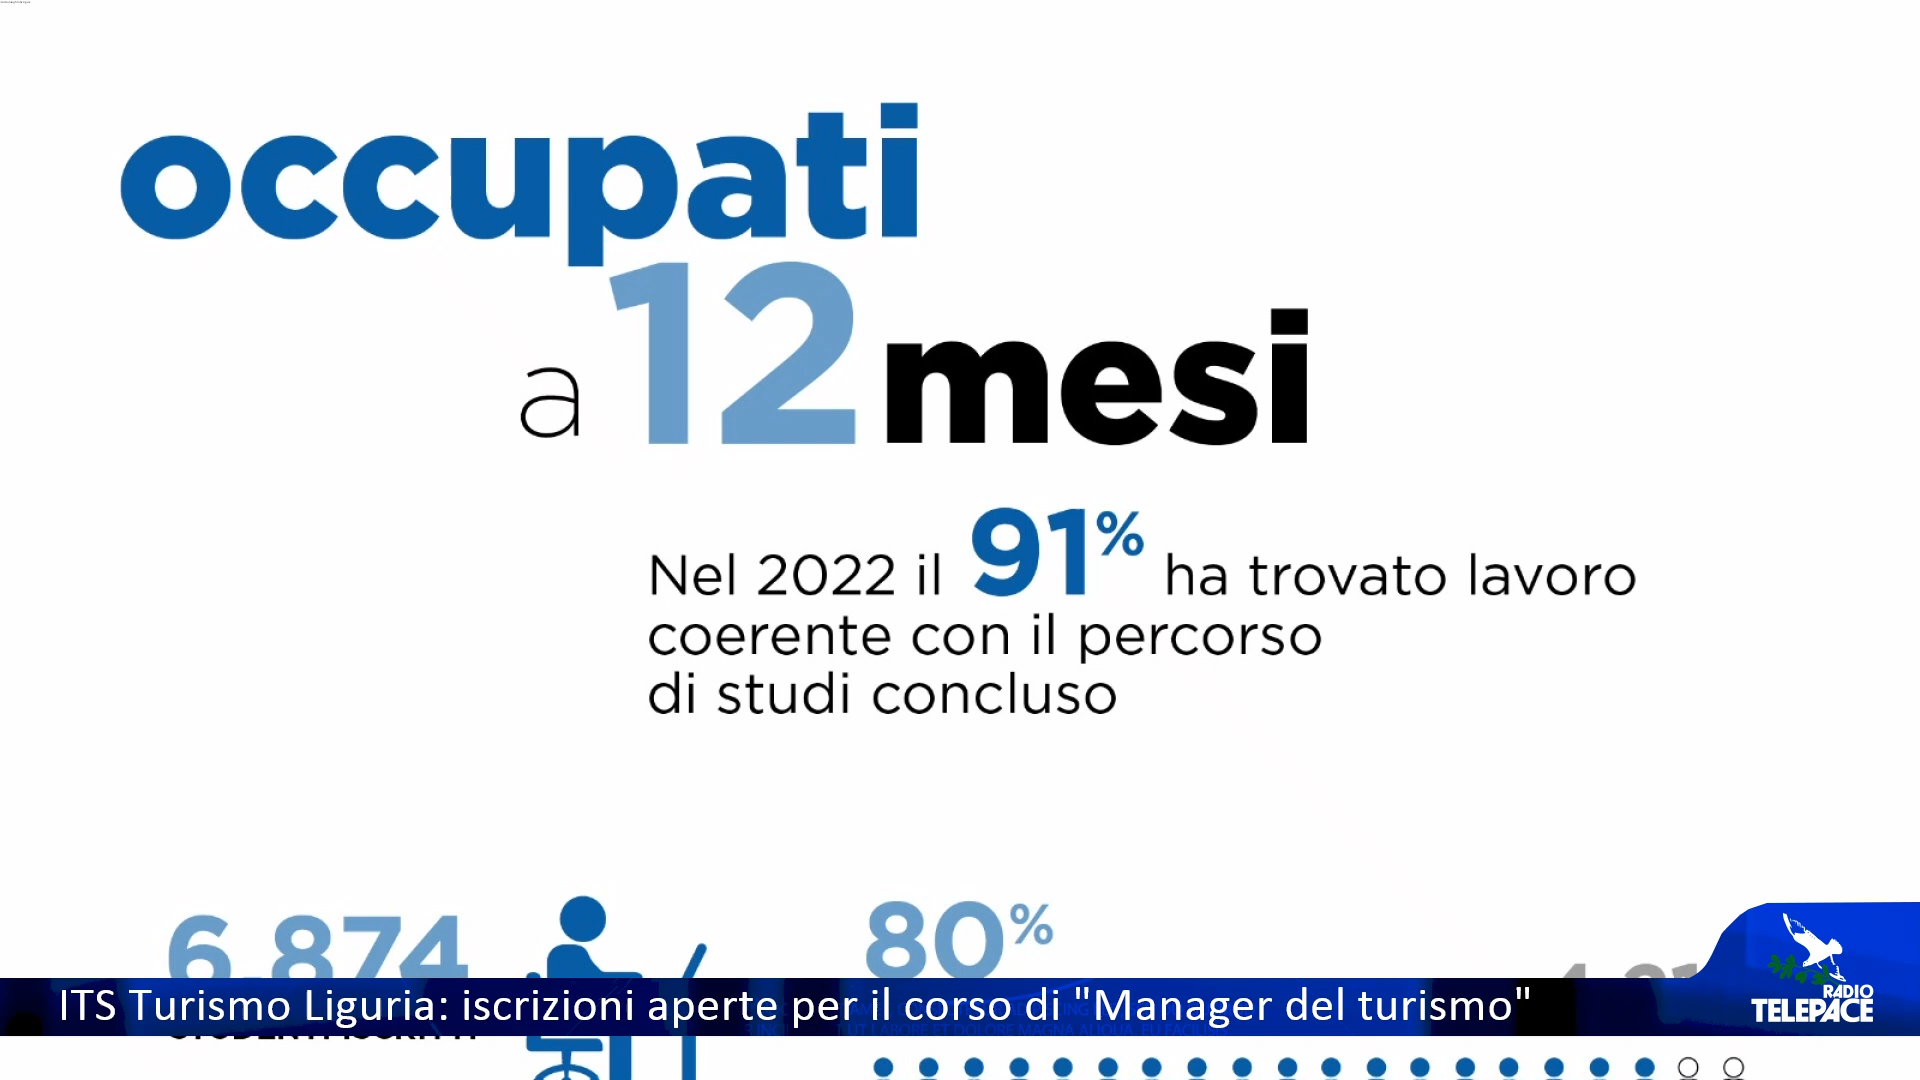 occupati
a 12 mesi
Nel 2022 il 91% ha trovato lavoro
coerente con il percorso
di studi concluso
6.874
80%
ITS Turismo Liguria: iscrizioni aperte per il corso di "Manager del turismo"
RADIO
TELEPACE